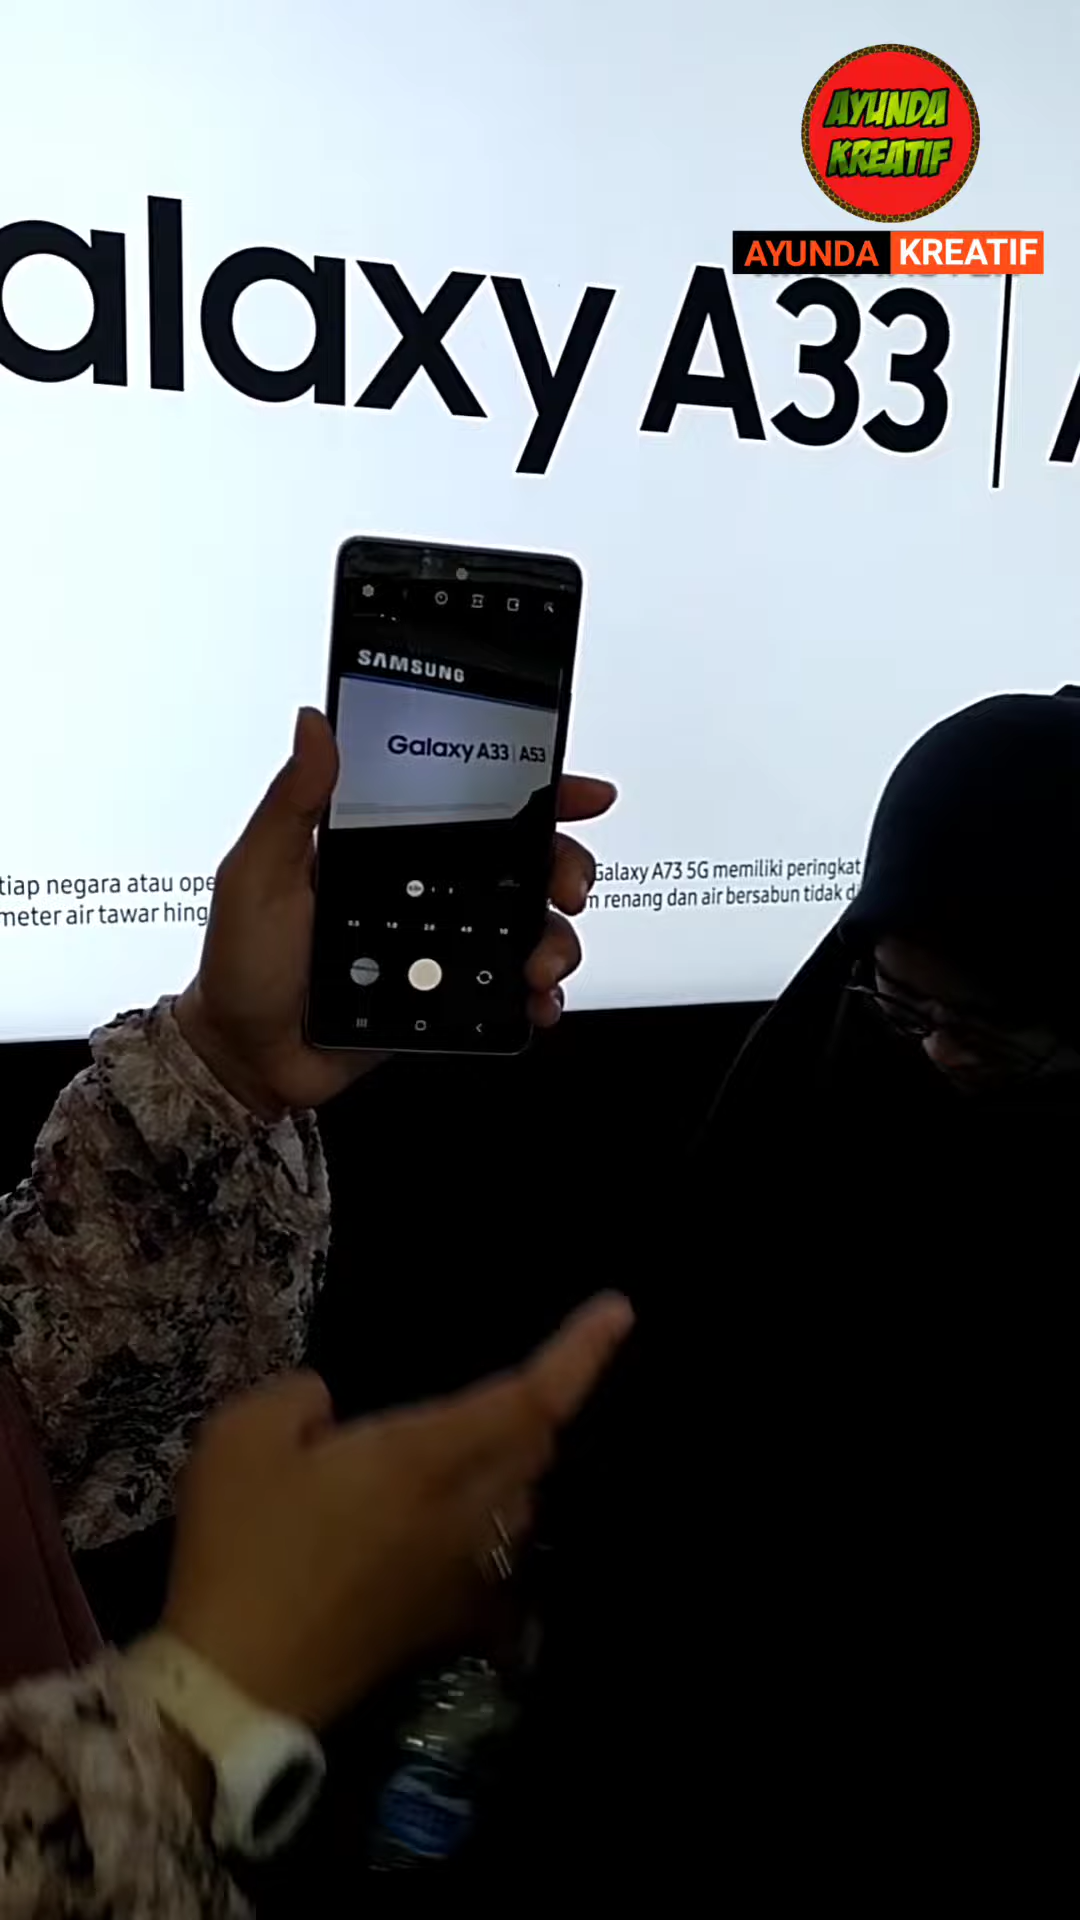 AYUNDA
KREATIF
AYUNDA KREATIF
alaxy A33 |
SAMSUNG
Galaxy A33 | A53
tiap negara atau ope
meter air tawar hing
Galaxy A73 5G memiliki peringkat
m renang dan air bersabun tidak di